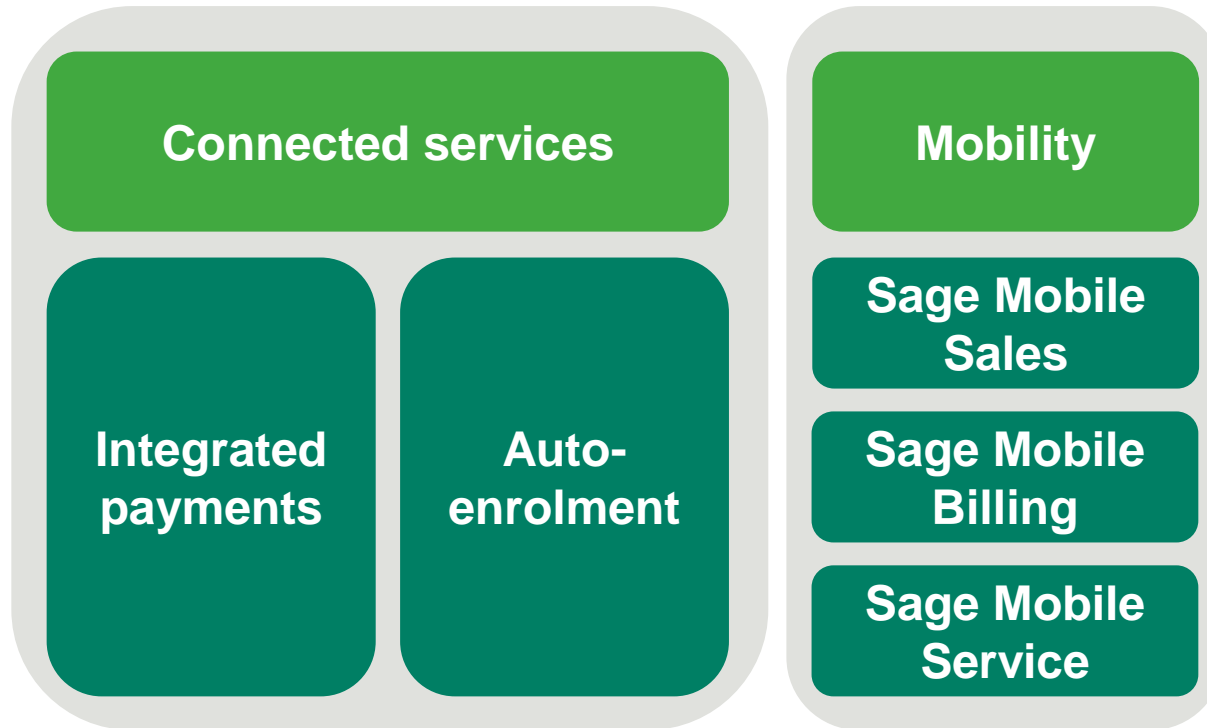 Connected services
Integrated
payments
Auto-
enrolment
Mobility
Sage Mobile
Sales
Sage Mobile
Billing
Sage Mobile
Service